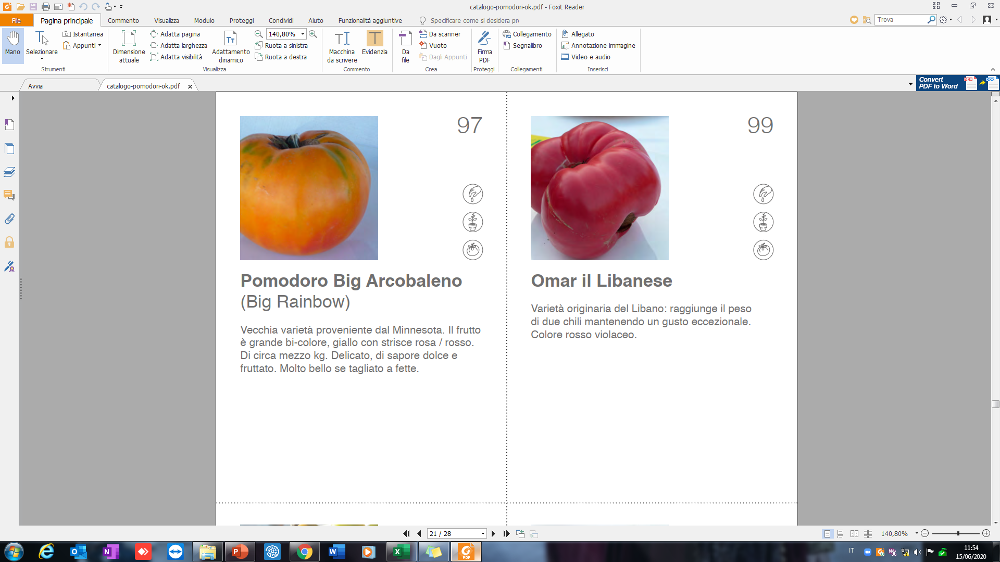 catalogo-pomodori-ok.pdf - Foxit Reader
File
Pagina principale
Commento
Visualizza
Modulo
Proteggi
Condividi
Aiuto
Funzionalità aggiuntive
Specificare come si desidera pr
Trova
Mano
Selezionare
Istantanea
Appunti
Strumenti
Dimensione
attuale
Adatta pagina
Adatta larghezza
Adatta visibilità
Adattamento
dinamico
140,80%
Ruota a sinistra
Ruota a destra
Visualizza
Macchina
da scrivere
Evidenzia
Commento
Da
file
Da scanner
Vuoto
Dagli Appunti
Crea
Firma
PDF
Proteggi
Collegamento
Segnalibro
Collegamenti
Allegato
Annotazione immagine
Video e audio
Inserisci
Avvia
catalogo-pomodori-ok.pdf
Convert
PDF to Word
PDF
DOC
97
Pomodoro Big Arcobaleno
(Big Rainbow)
Vecchia varietà proveniente dal Minnesota. Il frutto
è grande bi-colore, giallo con strisce rosa / rosso.
Di circa mezzo kg. Delicato, di sapore dolce e
fruttato. Molto bello se tagliato a fette.
99
Omar il Libanese
Varietà originaria del Libano: raggiunge il peso
di due chili mantenendo un gusto eccezionale.
Colore rosso violaceo.
21 / 28
140,80%
IT
11:54
15/06/2020